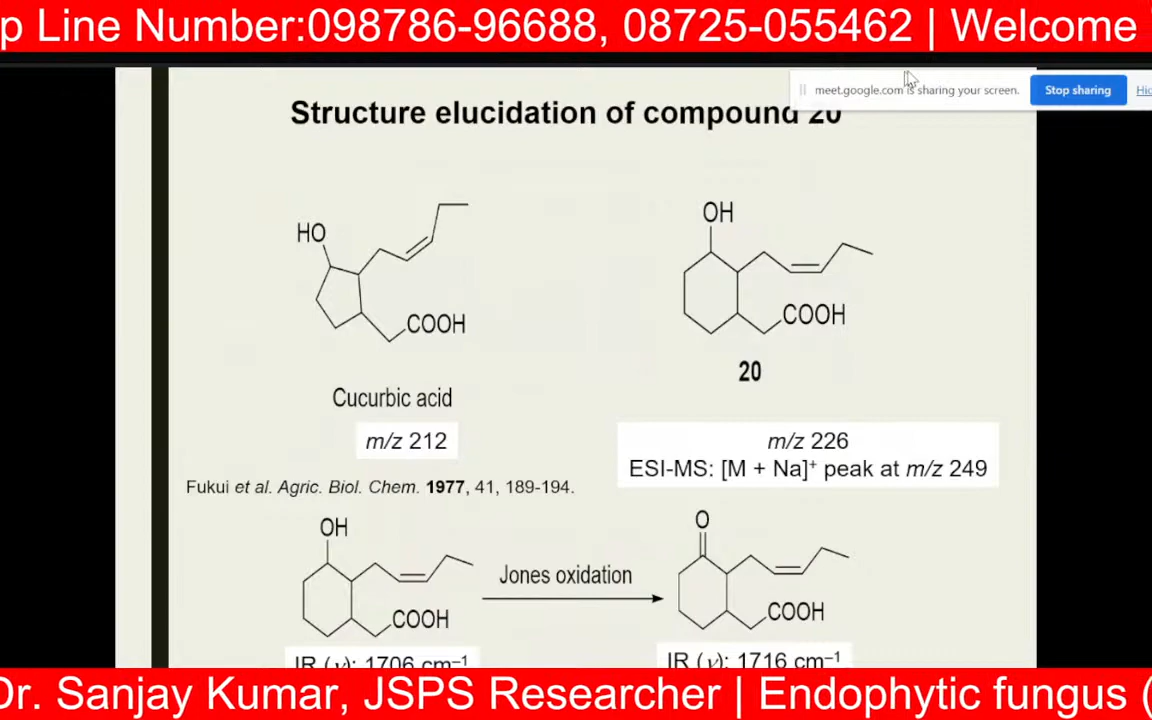 p Line Number:098786-96688, 08725-055462 | Welcome
meet.google.com is sharing your screen.
Stop sharing
Hid
Structure elucidation of compound 20
HO
COOH
Cucurbic acid
m/z 212
Fukui et al. Agric. Biol. Chem. 1977, 41, 189-194.
OH
COOH
20
m/z 226
ESI-MS: [M + Na]⁺ peak at m/z 249
OH
COOH
IR (ν): 1706 cm⁻¹
Jones oxidation
O
COOH
IR (ν): 1716 cm⁻¹
Dr. Sanjay Kumar, JSPS Researcher | Endophytic fungus (